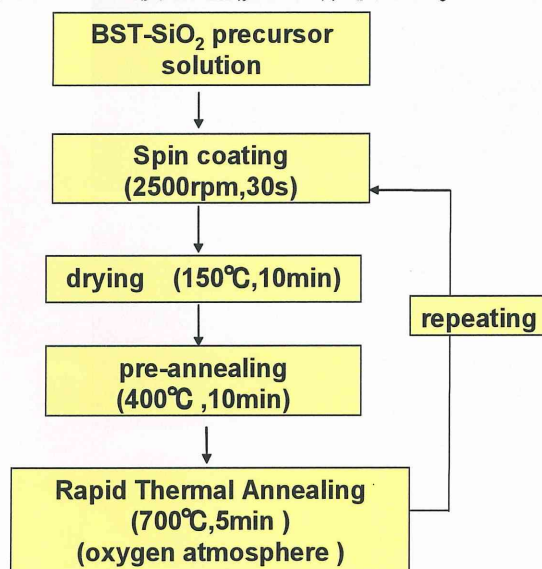 BST-SiO₂ precursor
solution
Spin coating
(2500rpm,30s)
drying (150℃,10min)
repeating
pre-annealing
(400℃ ,10min)
Rapid Thermal Annealing
(700℃,5min )
(oxygen atmosphere )